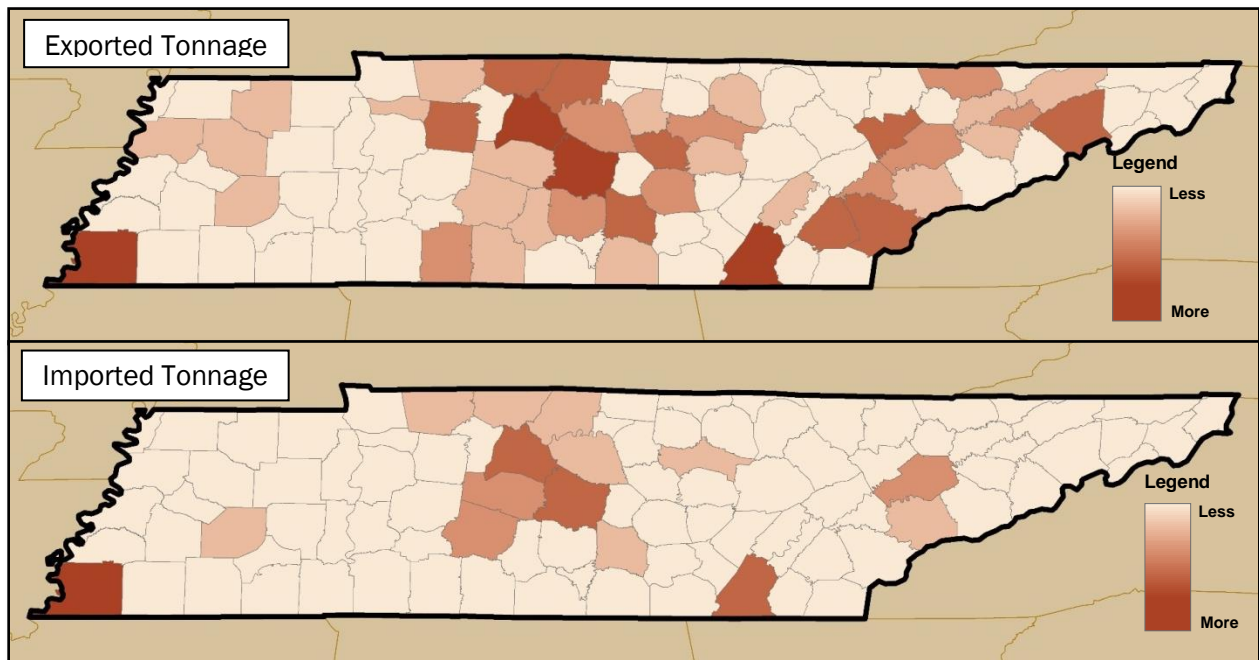 Exported Tonnage
Legend
Less
More
Imported Tonnage
Legend
Less
More